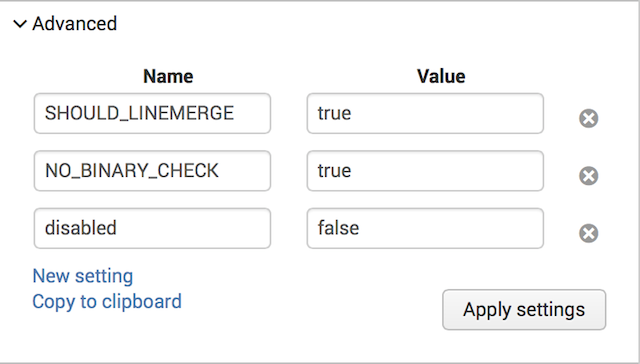 Advanced
Name Value
SHOULD_LINEMERGE true
NO_BINARY_CHECK true
disabled false
New setting
Copy to clipboard
Apply settings